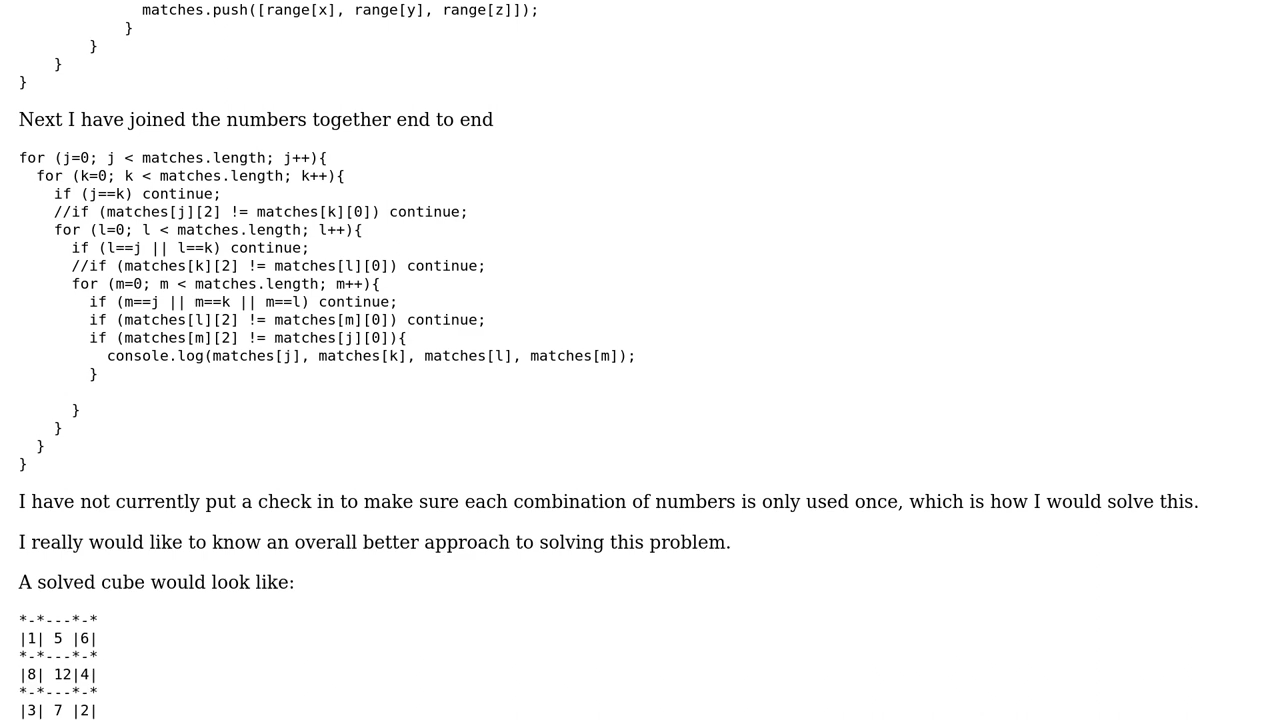 matches.push([range[x], range[y], range[z]]);
            }
        }
    }
}
Next I have joined the numbers together end to end
for (j=0; j < matches.length; j++){
  for (k=0; k < matches.length; k++){
    if (j==k) continue;
    //if (matches[j][2] != matches[k][0]) continue;
    for (l=0; l < matches.length; l++){
      if (l==j || l==k) continue;
      //if (matches[k][2] != matches[l][0]) continue;
      for (m=0; m < matches.length; m++){
        if (m==j || m==k || m==l) continue;
        if (matches[l][2] != matches[m][0]) continue;
        if (matches[m][2] != matches[j][0]){
          console.log(matches[j], matches[k], matches[l], matches[m]);
        }
      }
    }
  }
}
I have not currently put a check in to make sure each combination of numbers is only used once, which is how I would solve this.
I really would like to know an overall better approach to solving this problem.
A solved cube would look like:
*-*---*-*
|1| 5 |6|
*-*---*-*
|8| 12|4|
*-*---*-*
|3| 7 |2|